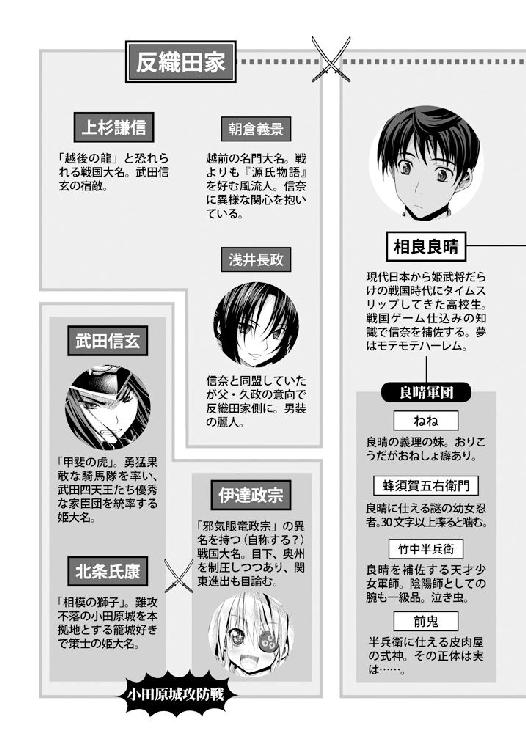 反織田家
上杉謙信
「越後の龍」と恐れら
れる戦国大名。武田信
玄の宿敵。
朝倉義景
越前の名門大名。戦
よりも『源氏物語』
を好む風流人。信奈
に異様な関心を抱い
ている。
浅井長政
信奈と同盟していた
が父・久政の意向で
反織田家側に。男装
の麗人。
武田信玄
「甲斐の虎」。勇猛果
敢な騎馬隊を率い、
武田四天王たち優秀
な家臣団を統率する
姫大名。
伊達政宗
「邪気眼竜政宗」の異
名を持つ(自称する?)
戦国大名。目下、奥州
を制圧しつつあり、関
東進出も目論む。
北条氏康
「相模の獅子」。難攻
不落の小田原城を本
拠地とする籠城好き
で策士の姫大名。
小田原城攻防戦
相良良晴
現代日本から姫武将だら
けの戦国時代にタイムス
リップしてきた高校生。
戦国ゲーム仕込みの知
識で信奈を補佐する。夢
はモテモテハーレム。
良晴軍団
ねね
良晴の義理の妹。おりこ
うだがおねしょ癖あり。
蜂須賀五右衛門
良晴に仕える謎の幼女忍
者。30文字以上喋ると噛む。
竹中半兵衛
良晴を補佐する天才少
女軍師。陰陽師としての
腕も一級品。泣き虫。
前鬼
半兵衛に仕える皮肉屋
の式神。その正体は実
は……。